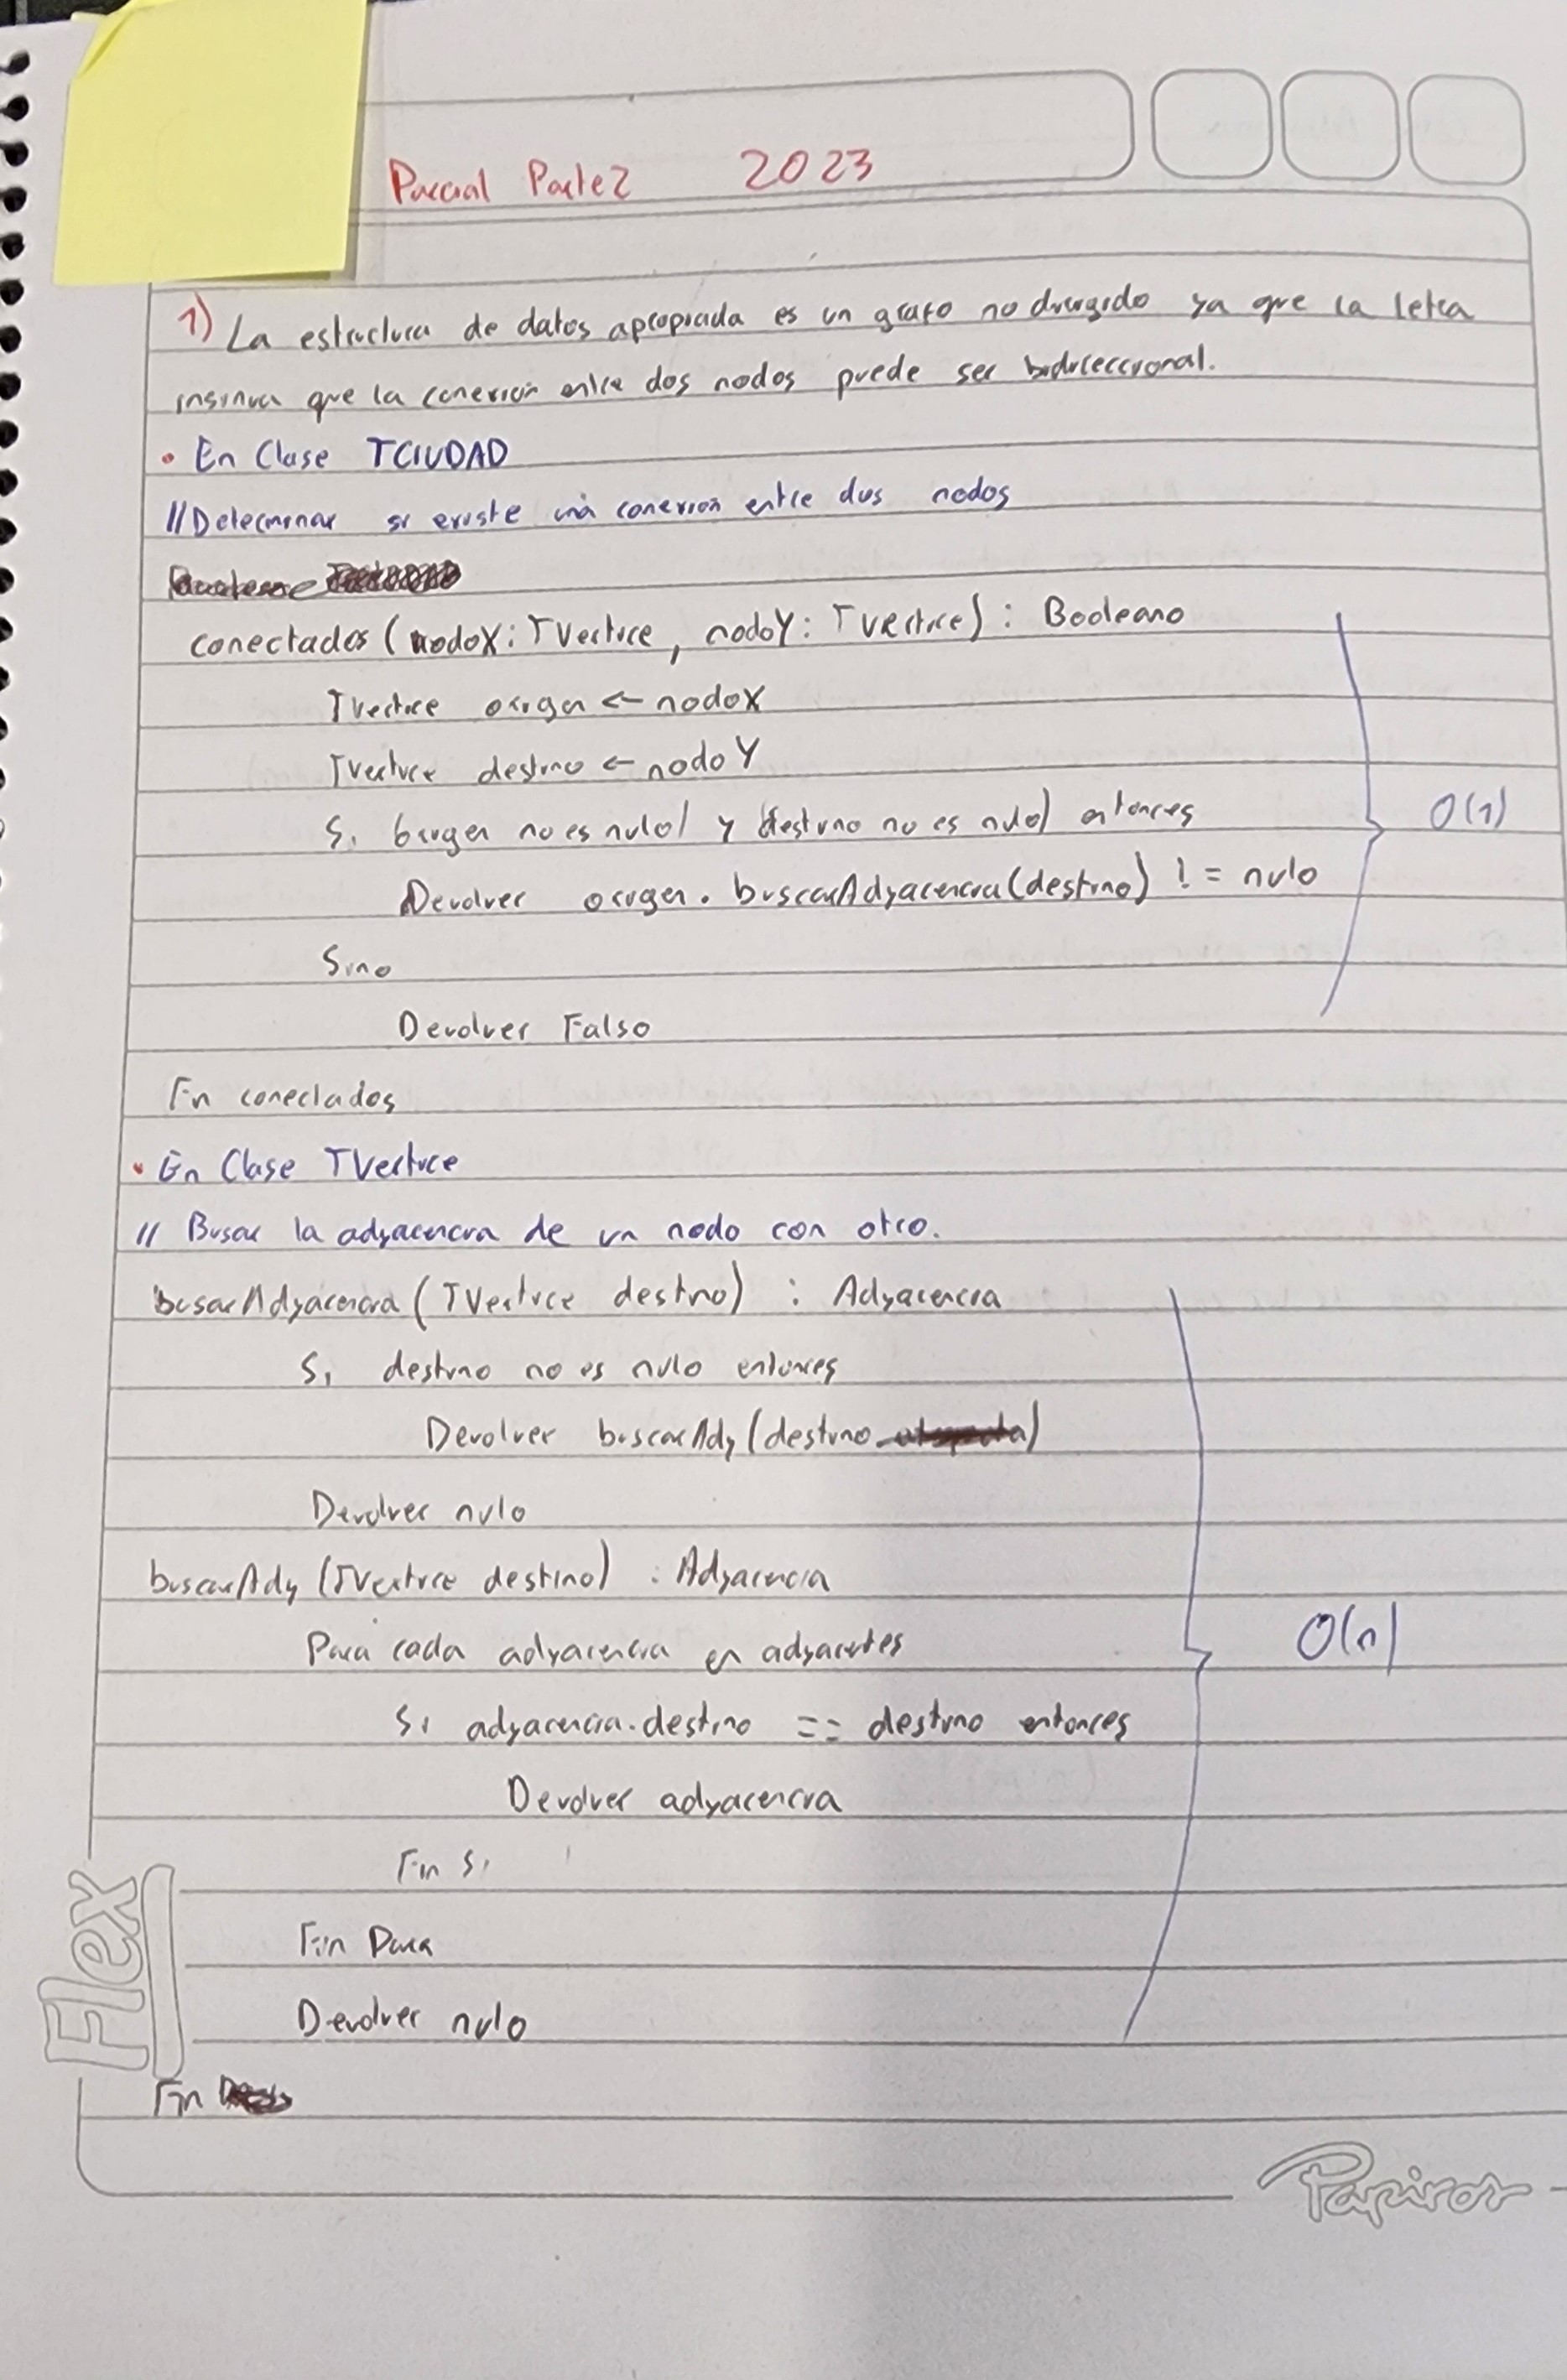 Parcial Parte 2 2023
1) La estructura de datos apropiada es un grafo no dirigido ya que la letra
insinua que la conexión entre dos nodos puede ser bidireccional.
• En Clase TCIUDAD
// Determinar si existe una conexion entre dos nodos
conectados (nodoX: TVertice, nodoY: TVertice) : Booleano
TVertice origen ← nodoX
TVertice destino ← nodo Y
Si (origen no es nulo) y (destino no es nulo) entonces
Devolver origen. buscarAdyacencia(destino) != nulo
Sino
Devolver Falso
Fin conectados
• En Clase TVertice
// Busar la adyacencia de un nodo con otro.
busarAdyacencia (TVertice destino) : Adyacencia
Si destino no es nulo entonces
Devolver buscarAdy (destino)
Devolver nulo
buscarAdy (TVertice destino) : Adyacencia
Para cada adyacencia en adyacentes
Si adyacencia.destino == destino entonces
Devolver adyacencia
Fin Si
Fin Para
Devolver nulo
Fin
O(1)
O(n)
Flex
Papiros